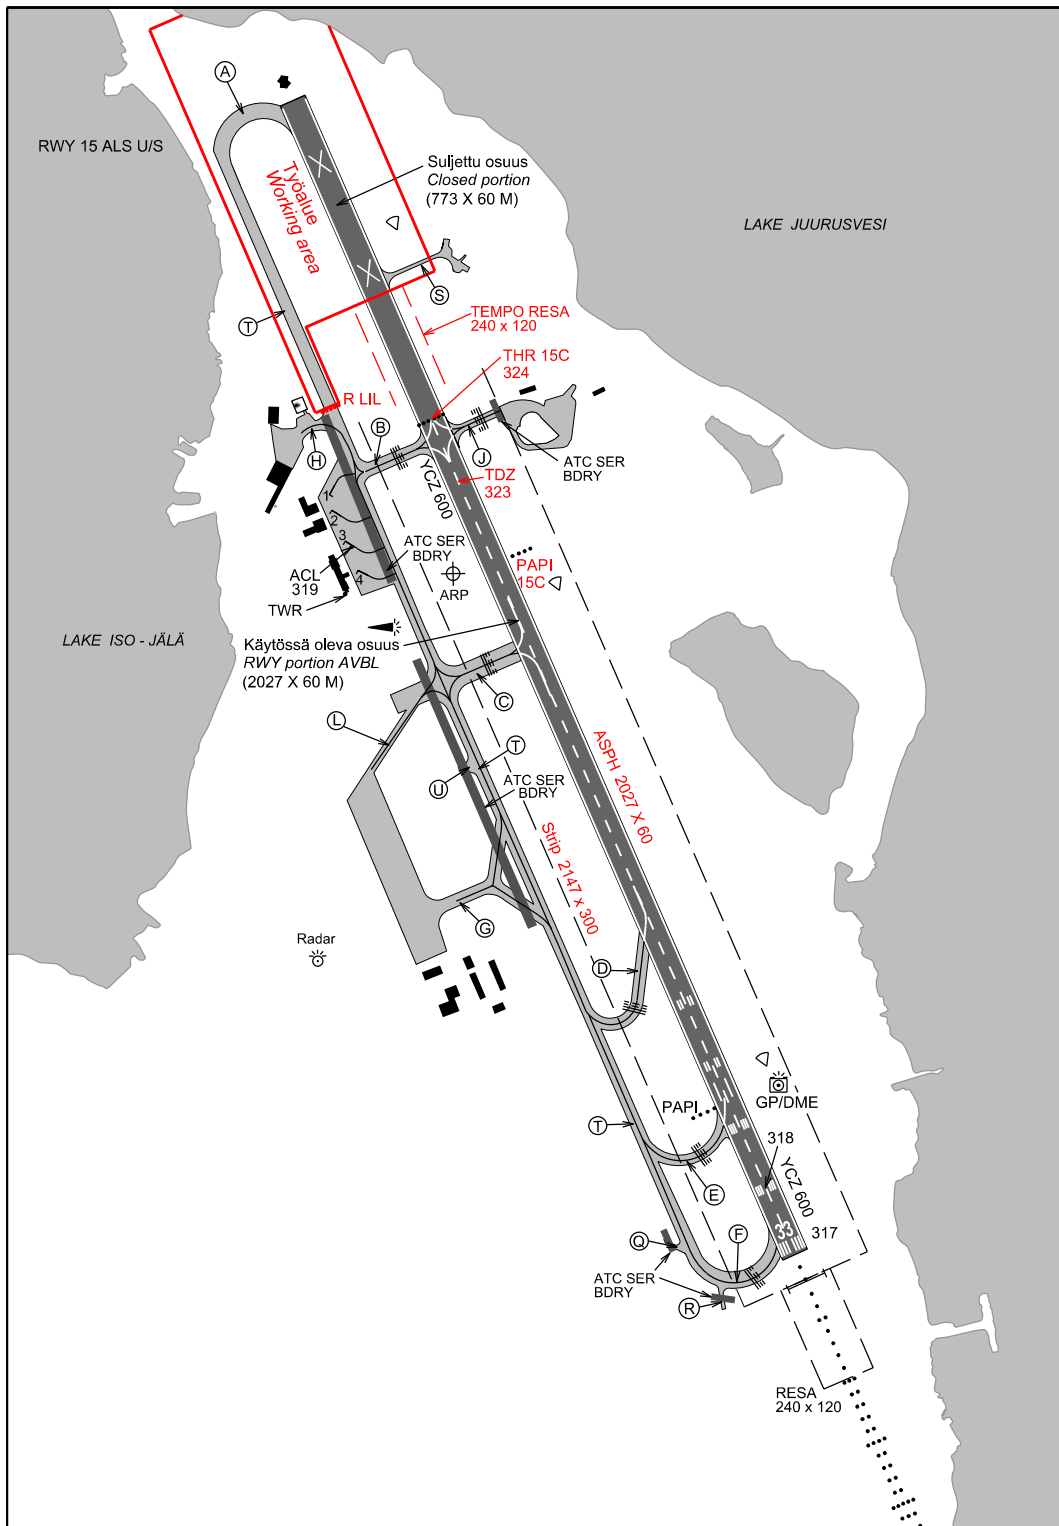 A
RWY 15 ALS U/S
Suljettu osuus
Closed portion
(773 X 60 M)
Työalue
Working area
LAKE JUURUSVESI
S
T
TEMPO RESA
240 x 120
THR 15C
324
R LIL
B
H
J
ATC SER
BDRY
YCZ 600
TDZ
323
1
2
3
4
ATC SER
BDRY
PAPI
15C
ACL
319
ARP
TWR
LAKE ISO - JÄLÄ
Käytössä oleva osuus
RWY portion AVBL
(2027 X 60 M)
C
L
T
U
ATC SER
BDRY
ASPH 2027 X 60
Strip 2147 x 300
G
Radar
D
GP/DME
PAPI
T
318
E
YCZ 600
33
317
Q
F
ATC SER
BDRY
R
RESA
240 x 120